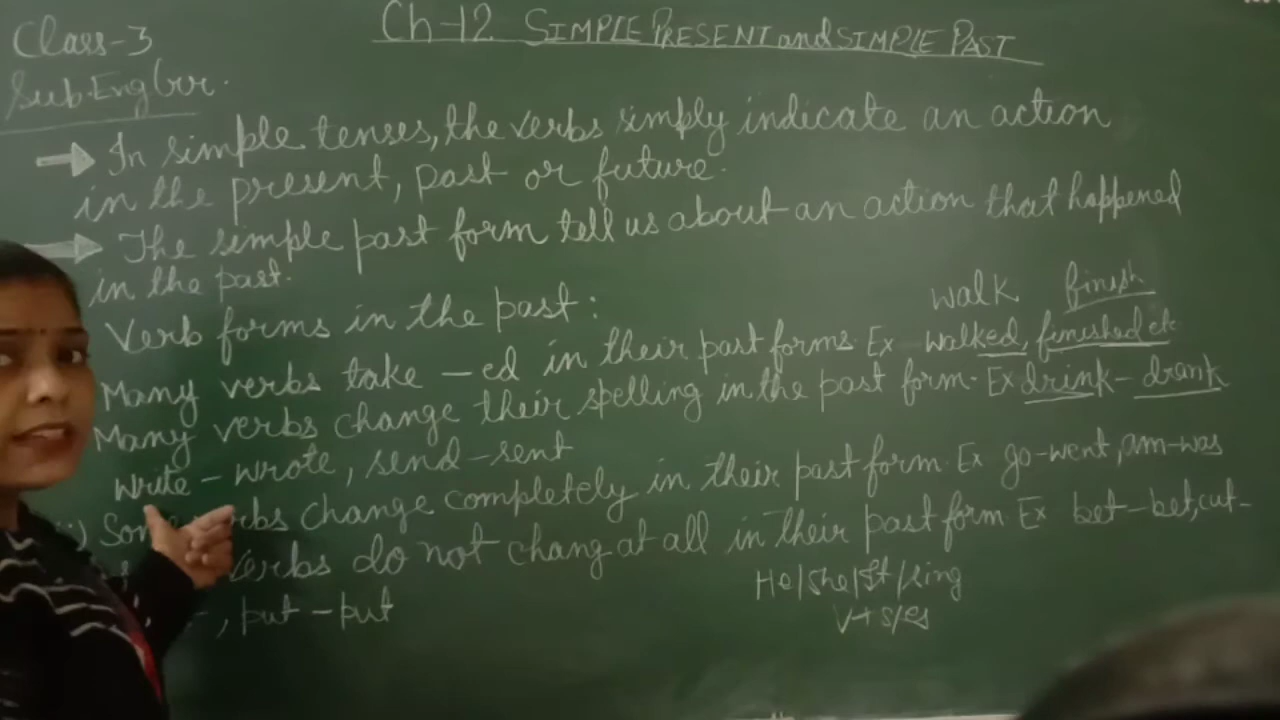 Class-3
Sub. Eng Gr.
Ch-12 SIMPLE PRESENT and SIMPLE PAST
→ In simple tenses, the verbs simply indicate an action
in the present, past or future.
→ The simple past form tell us about an action that happened
in the past.
Verb forms in the past:
walk finish
Many verbs take -ed in their past forms. Ex walked, finished etc
Many verbs change their spelling in the past form. Ex drink - drank
write - wrote, send - sent
Some verbs change completely in their past form. Ex go-went, am-was
verbs do not chang at all in their past form Ex bet-bet, cut-
, put - put
He/She/It/sing
V+s/es